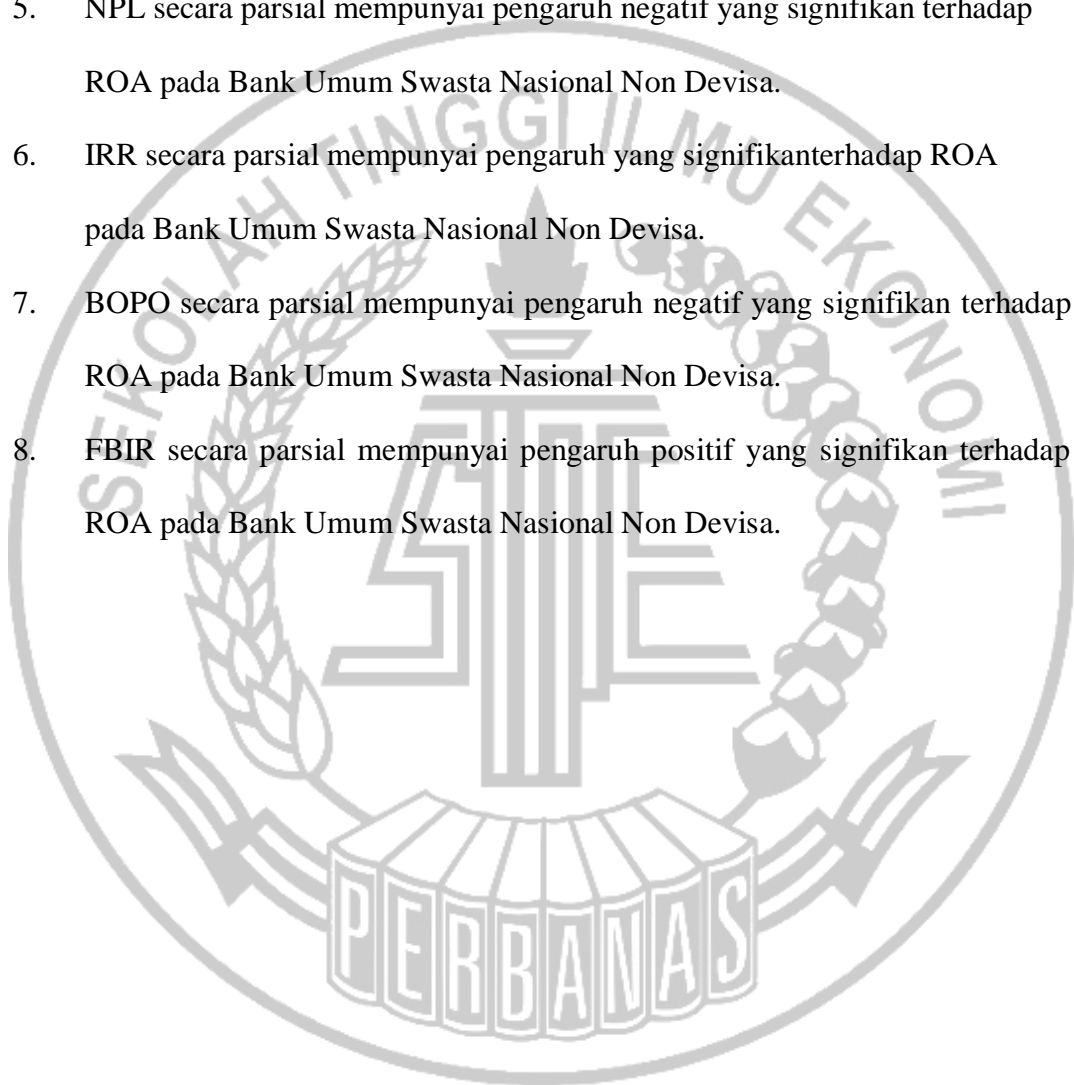 5. NPL secara parsial mempunyai pengaruh negatif yang signifikan terhadap
ROA pada Bank Umum Swasta Nasional Non Devisa.
6. IRR secara parsial mempunyai pengaruh yang signifikanterhadap ROA
pada Bank Umum Swasta Nasional Non Devisa.
7. BOPO secara parsial mempunyai pengaruh negatif yang signifikan terhadap
ROA pada Bank Umum Swasta Nasional Non Devisa.
8. FBIR secara parsial mempunyai pengaruh positif yang signifikan terhadap
ROA pada Bank Umum Swasta Nasional Non Devisa.
SEKOLAH TINGGI ILMU EKONOMI
PERBANAS